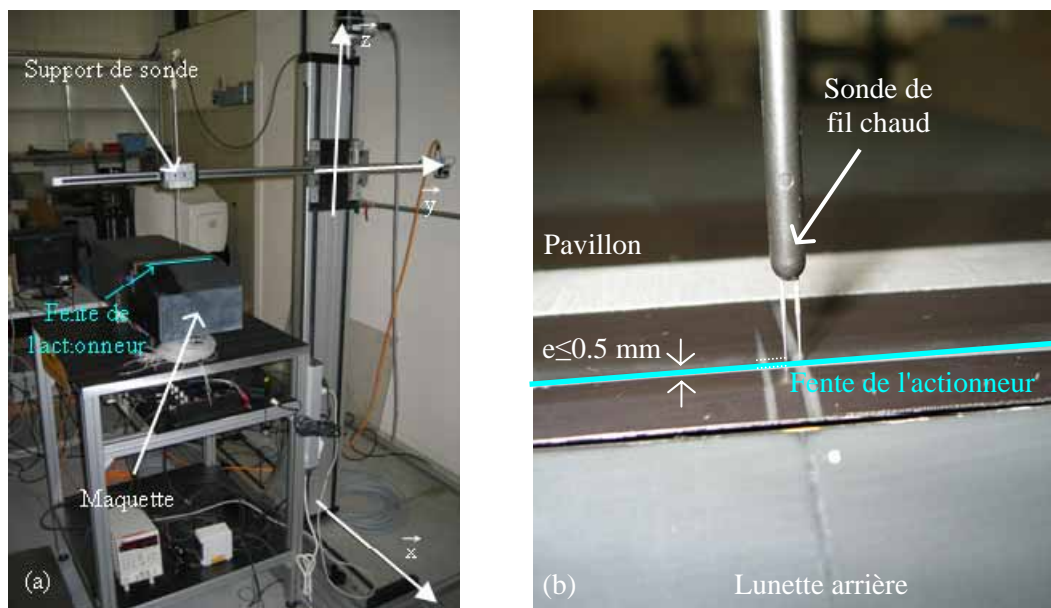 z
Support de sonde
y
Fente de
l'actionneur
Maquette
x
(a)
Sonde de
fil chaud
Pavillon
e≤0.5 mm
Fente de l'actionneur
(b)
Lunette arrière